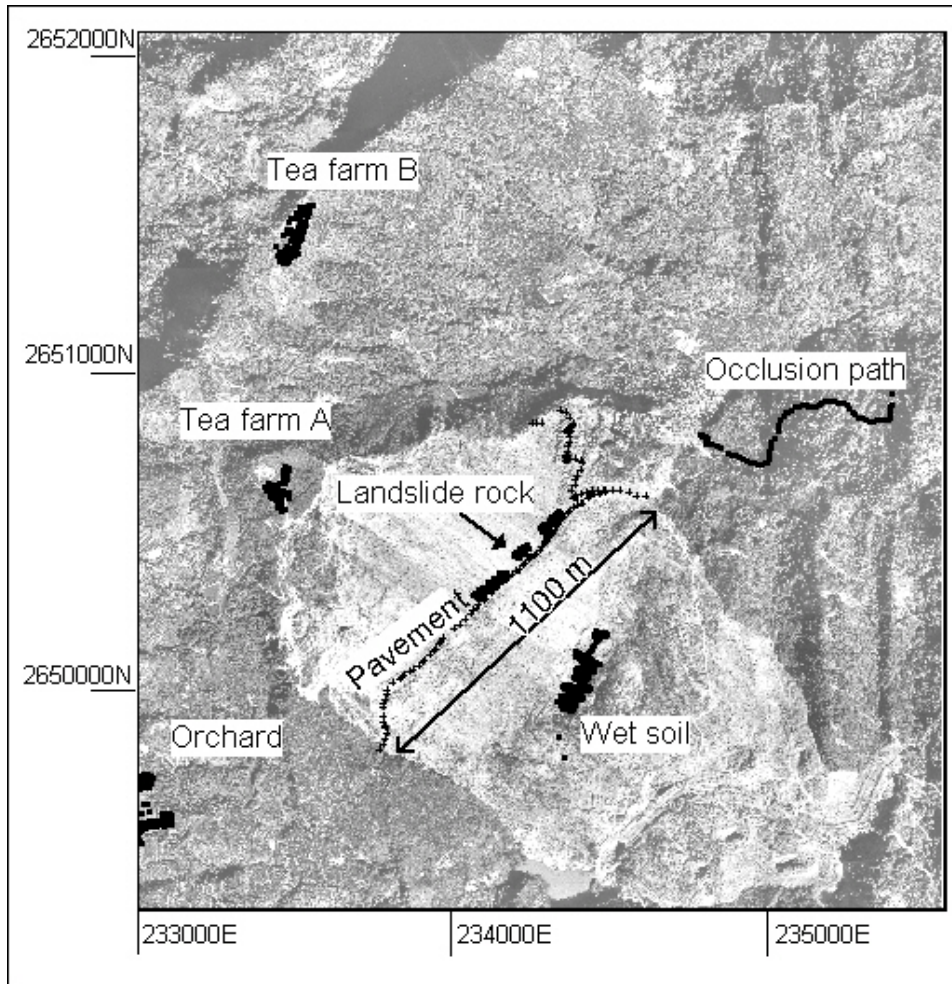 2652000N
Tea farm B
2651000N
Occlusion path
Tea farm A
Landslide rock
1100 m
Pavement
2650000N
Orchard
Wet soil
233000E
234000E
235000E